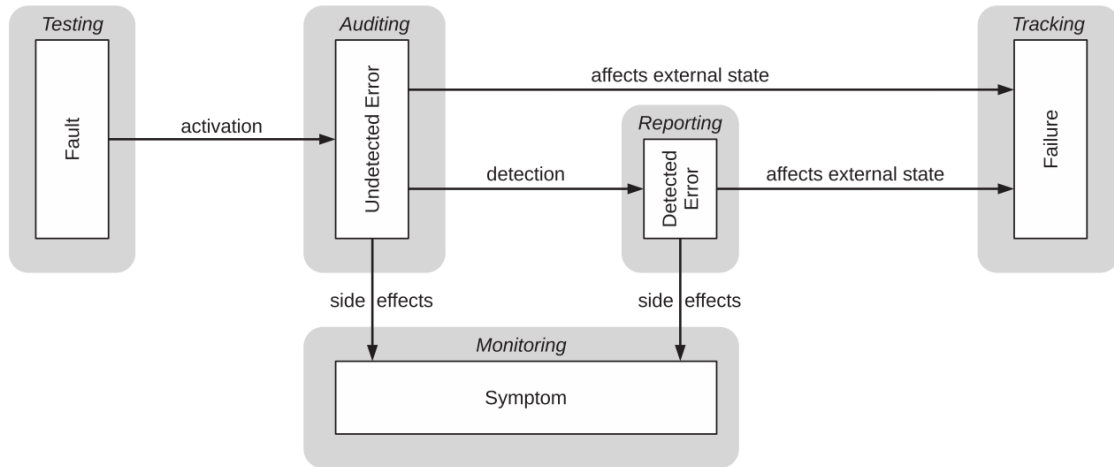 Testing
Auditing
Tracking
Fault
activation
Undetected Error
affects external state
Reporting
detection
Detected
Error
affects external state
Failure
side effects
side effects
Monitoring
Symptom